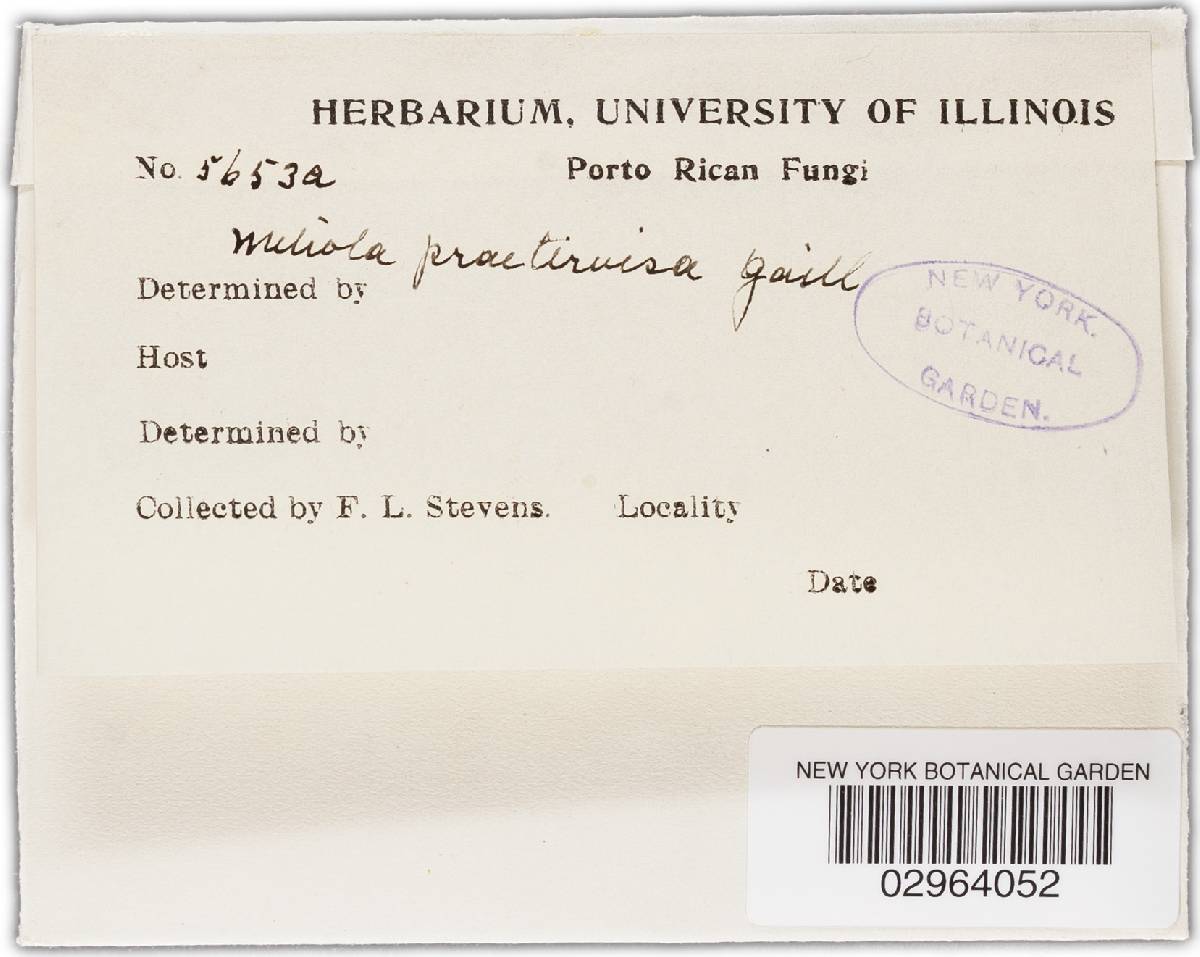 HERBARIUM, UNIVERSITY OF ILLINOIS
No. 5653a Porto Rican Fungi
Meliola praetervisa Gaill
Determined by
Host
Determined by
Collected by F. L. Stevens. Locality
Date
NEW YORK.
BOTANICAL
GARDEN.
NEW YORK BOTANICAL GARDEN
02964052